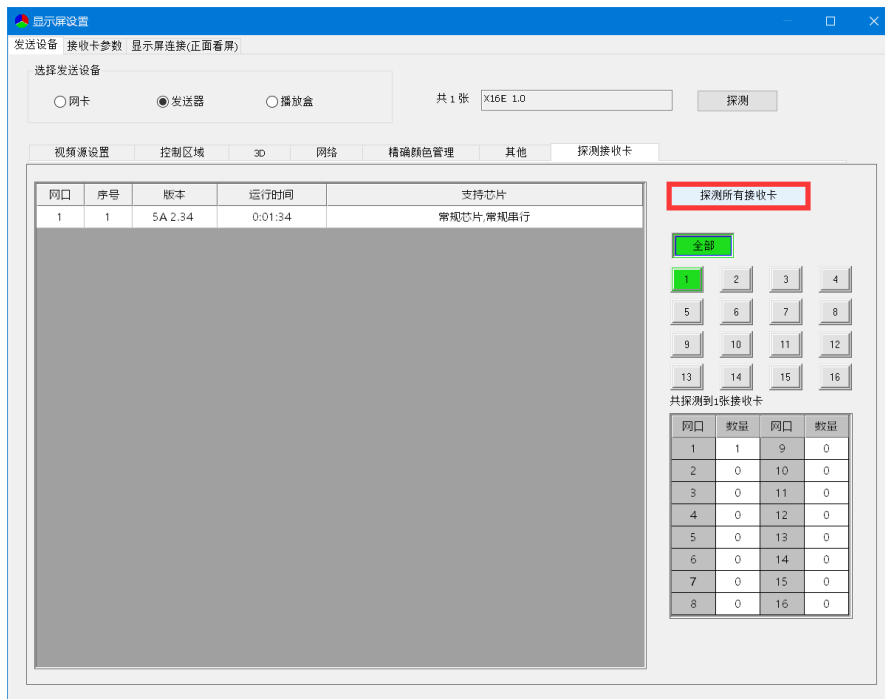 显示屏设置
发送设备 接收卡参数 显示屏连接(正面看屏)
选择发送设备
网卡 发送器 播放盒 共 1 张 X16E 1.0 探测
视频源设置 控制区域 3D 网络 精确颜色管理 其他 探测接收卡
网口 序号 版本 运行时间 支持芯片
1 1 5A 2.34 0:01:34 常规芯片,常规串行
探测所有接收卡
全部
1 2 3 4
5 6 7 8
9 10 11 12
13 14 15 16
共探测到1张接收卡
网口 数量 网口 数量
1 1 9 0
2 0 10 0
3 0 11 0
4 0 12 0
5 0 13 0
6 0 14 0
7 0 15 0
8 0 16 0